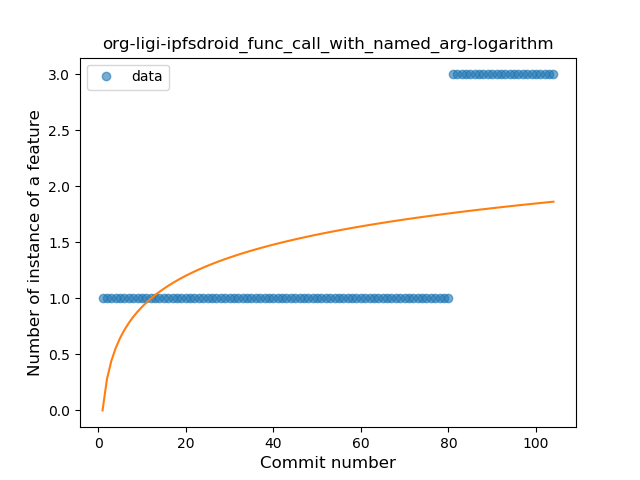 org-ligi-ipfsdroid_func_call_with_named_arg-logarithm
data
Number of instance of a feature
3.0
2.5
2.0
1.5
1.0
0.5
0.0
0 20 40 60 80 100
Commit number